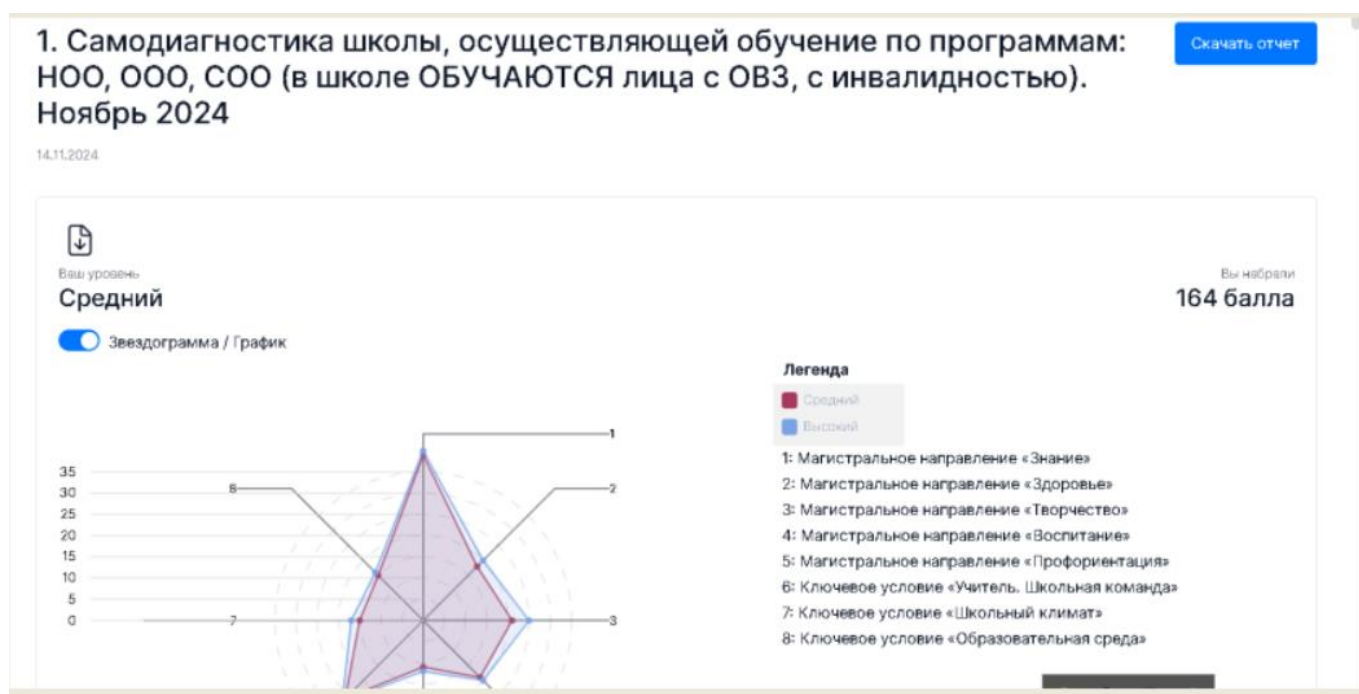 1. Самодиагностика школы, осуществляющей обучение по программам:
НОО, ООО, СОО (в школе ОБУЧАЮТСЯ лица с ОВЗ, с инвалидностью).
Ноябрь 2024
Скачать отчет
14.11.2024
Ваш уровень
Средний
Вы набрали
164 балла
Звездограмма / График
Легенда
Средний
Высокий
1: Магистральное направление «Знание»
2: Магистральное направление «Здоровье»
3: Магистральное направление «Творчество»
4: Магистральное направление «Воспитание»
5: Магистральное направление «Профориентация»
6: Ключевое условие «Учитель. Школьная команда»
7: Ключевое условие «Школьный климат»
8: Ключевое условие «Образовательная среда»
1
35
30
8
2
25
20
15
10
5
0
7
3